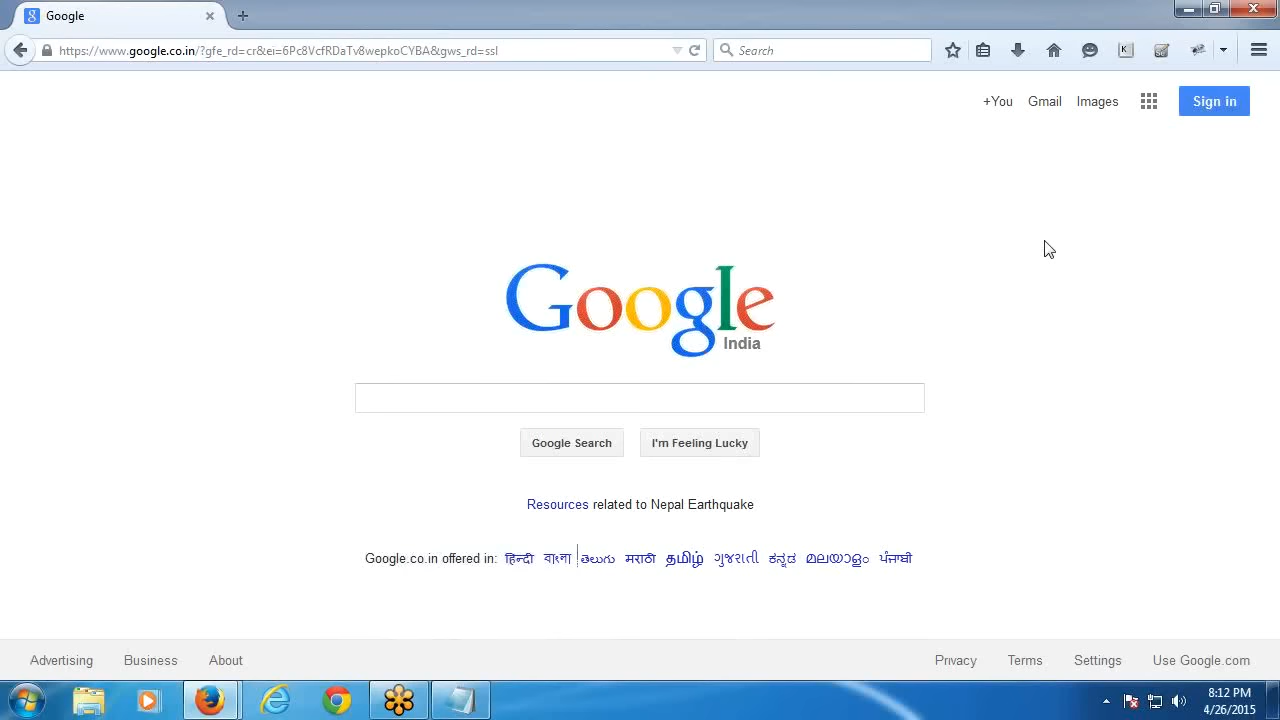 Google
https://www.google.co.in/?gfe_rd=cr&ei=6Pc8VcfRDaTv8wepkoCYBA&gws_rd=ssl
Search
+You Gmail Images Sign in
Google
India
Google Search I'm Feeling Lucky
Resources related to Nepal Earthquake
Google.co.in offered in: हिन्दी বাংলা తెలుగు मराठी தமிழ் ગુજરાતી ಕನ್ನಡ മലയാളം ਪੰਜਾਬੀ
Advertising Business About Privacy Terms Settings Use Google.com
8:12 PM
4/26/2015